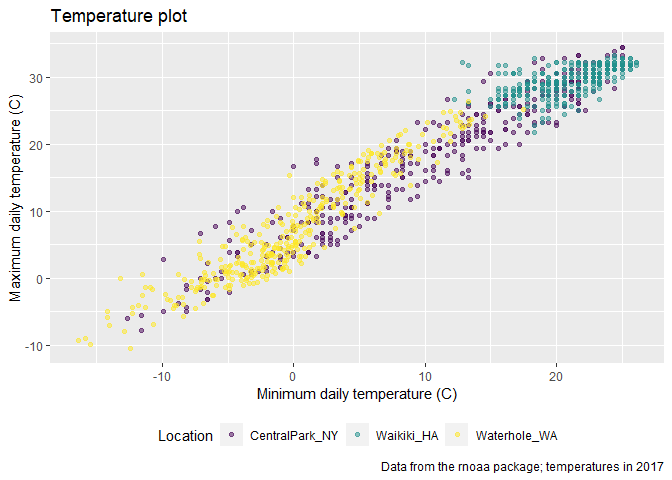 Temperature plot
Maximum daily temperature (C)
30
20
10
0
-10
-10 0 10 20
Minimum daily temperature (C)
Location CentralPark_NY Waikiki_HA Waterhole_WA
Data from the rnoaa package; temperatures in 2017